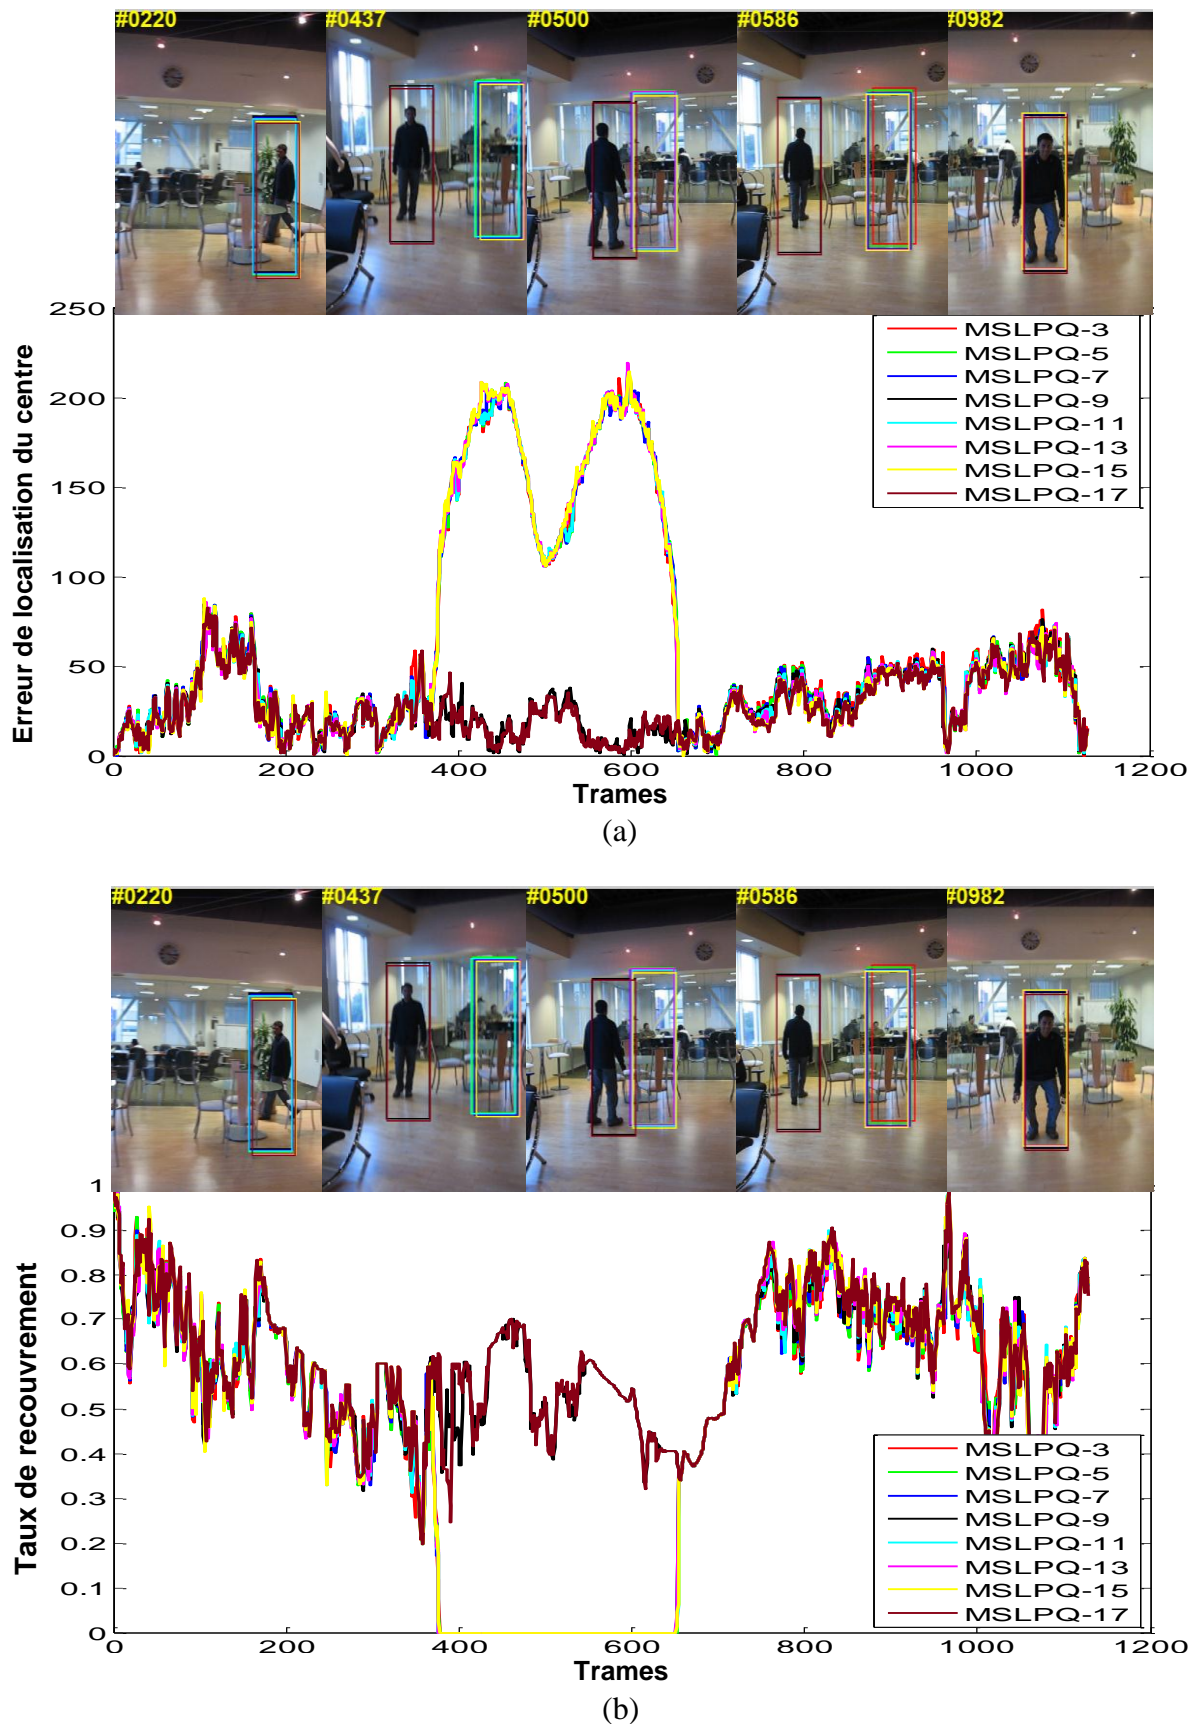 #0220 #0437 #0500 #0586 #0982
250
200
150
100
50
0
Erreur de localisation du centre
MSLPQ-3
MSLPQ-5
MSLPQ-7
MSLPQ-9
MSLPQ-11
MSLPQ-13
MSLPQ-15
MSLPQ-17
0 200 400 600 800 1000 1200
Trames
(a)
#0220 #0437 #0500 #0586 #0982
1
0.9
0.8
0.7
0.6
0.5
0.4
0.3
0.2
0.1
0
Taux de recouvrement
MSLPQ-3
MSLPQ-5
MSLPQ-7
MSLPQ-9
MSLPQ-11
MSLPQ-13
MSLPQ-15
MSLPQ-17
0 200 400 600 800 1000 1200
Trames
(b)